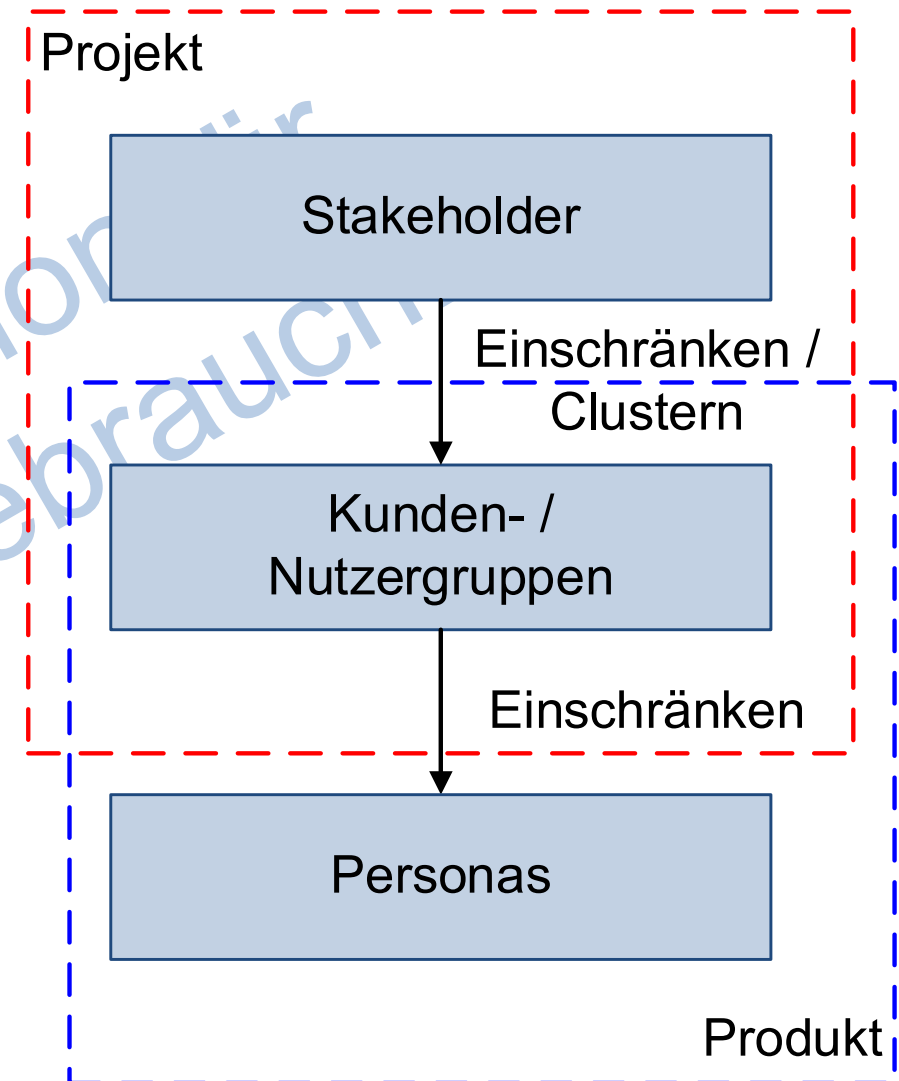 Projekt
Stakeholder
Einschränken /
Clustern
Kunden- /
Nutzergruppen
Einschränken
Personas
Produkt